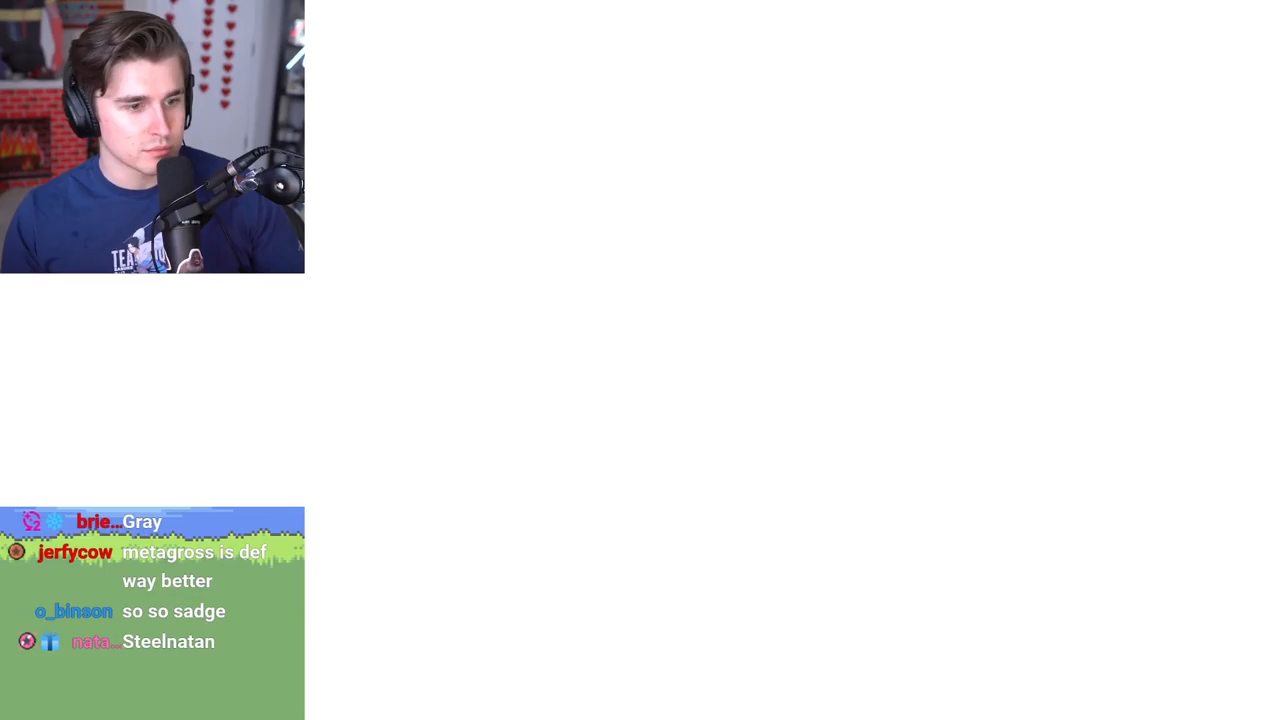 brie…Gray
jerfycow metagross is def
way better
o_binson so so sadge
nata…Steelnatan